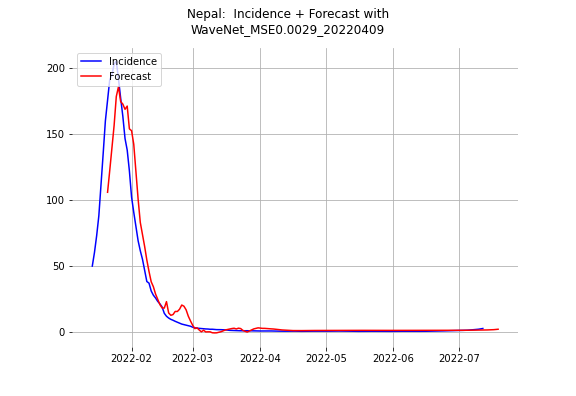 Nepal:  Incidence + Forecast with
WaveNet_MSE0.0029_20220409
Incidence
Forecast
200
150
100
50
0
2022-02 2022-03 2022-04 2022-05 2022-06 2022-07